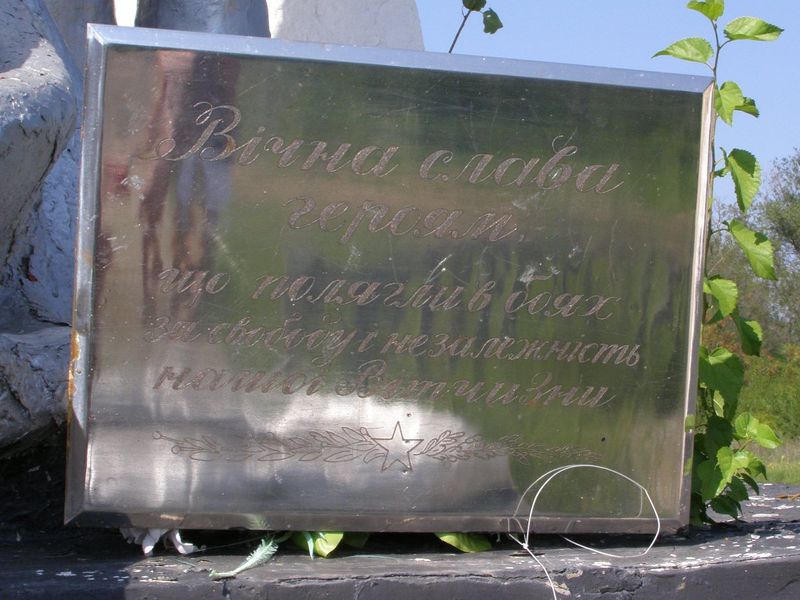 Вічна слава
героям,
що полягли в боях
за свободу і незалежність
нашої Вітчизни